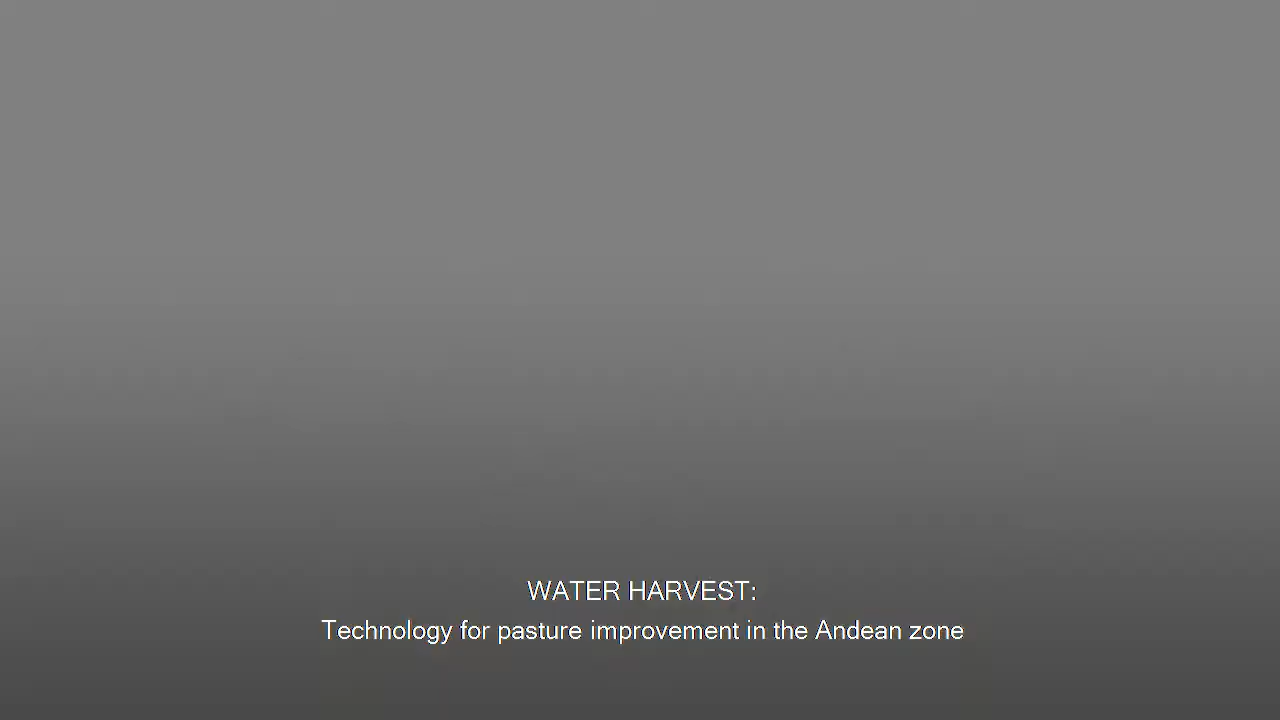 WATER HARVEST:
Technology for pasture improvement in the Andean zone